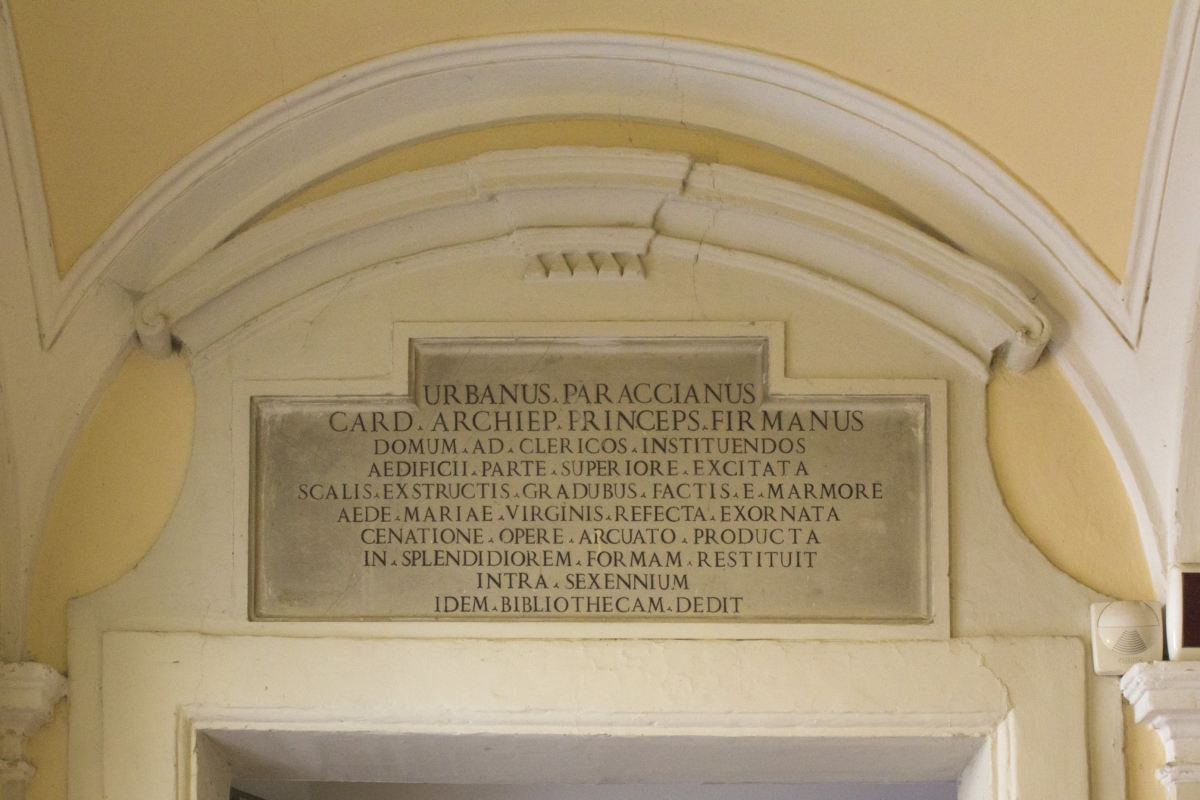 URBANUS▴PARACCIANUS
CARD▴ARCHIEP▴PRINCEPS▴FIRMANUS
DOMUM▴AD▴CLERICOS▴INSTITUENDOS
AEDIFICII▴PARTE▴SUPERIORE▴EXCITATA
SCALIS▴EXSTRUCTIS▴GRADUBUS▴FACTIS▴E▴MARMORE
AEDE▴MARIAE▴VIRGINIS▴REFECTA▴EXORNATA
CENATIONE▴OPERE▴ARCUATO▴PRODUCTA
IN▴SPLENDIDIOREM▴FORMAM▴RESTITUIT
INTRA▴SEXENNIUM
IDEM▴BIBLIOTHECAM▴DEDIT